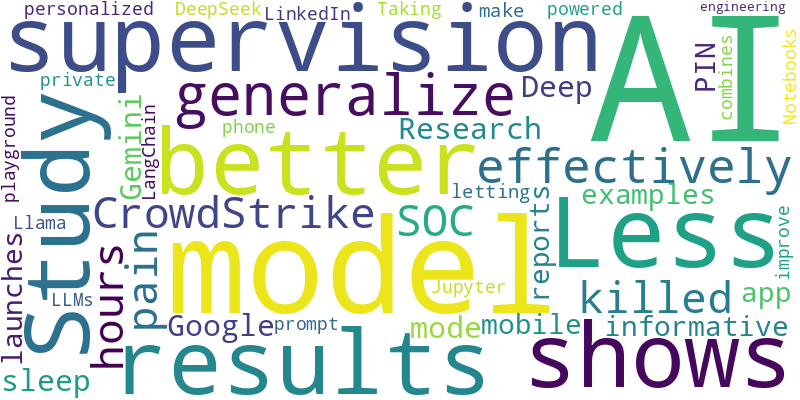 personalized
DeepSeek
LinkedIn
Taking
make
powered
engineering
supervision
AI
PIN
combines
Notebooks
private
Study
generalize
Deep
playground
Gemini
LangChain
phone
better
Research
effectively
Llama
CrowdStrike
SOC
letting
examples
Less
launches
LLMs
hours
pain
model
Jupyter
reports
killed
app
improve
Google
prompt
mode
mobile
informative
sleep
results
shows